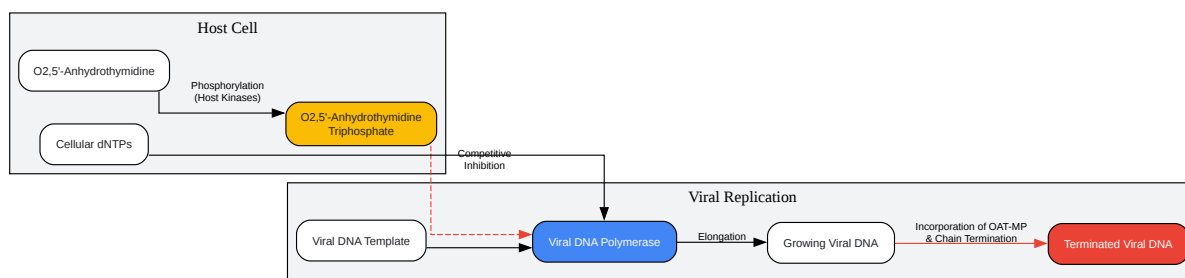 Host Cell
O2,5'-Anhydrothymidine
Phosphorylation
(Host Kinases)
O2,5'-Anhydrothymidine
Triphosphate
Cellular dNTPs
Competitive
Inhibition
Viral Replication
Viral DNA Template
Viral DNA Polymerase
Elongation
Growing Viral DNA
Incorporation of OAT-MP
& Chain Termination
Terminated Viral DNA